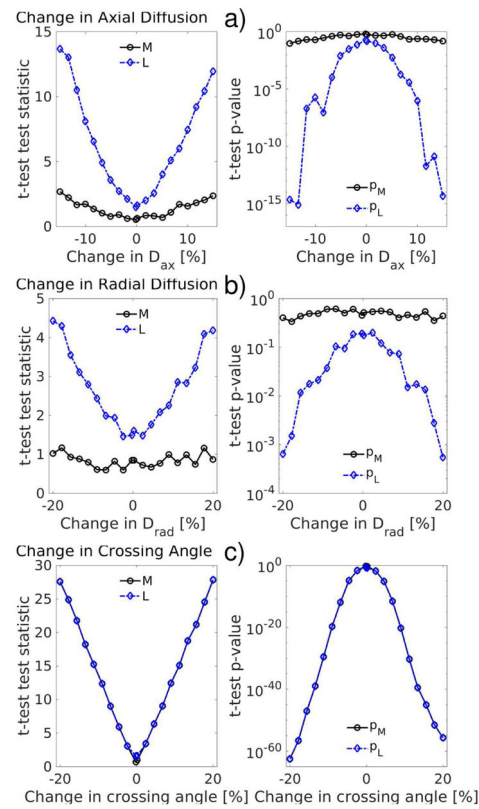 Change in Axial Diffusion
a)
15
10
5
0
t-test test statistic
M
L
-10
0
10
Change in D_ax [%]
10^0
10^-5
10^-10
10^-15
t-test p-value
p_M
p_L
-10
0
10
Change in D_ax [%]
Change in Radial Diffusion
b)
5
4
3
2
1
0
t-test test statistic
M
L
-20
0
20
Change in D_rad [%]
10^0
10^-1
10^-2
10^-3
10^-4
t-test p-value
p_M
p_L
-20
0
20
Change in D_rad [%]
Change in Crossing Angle
c)
30
25
20
15
10
5
0
t-test test statistic
M
L
-20
0
20
Change in crossing angle [%]
10^0
10^-20
10^-40
10^-60
t-test p-value
p_M
p_L
-20
0
20
Change in crossing angle [%]